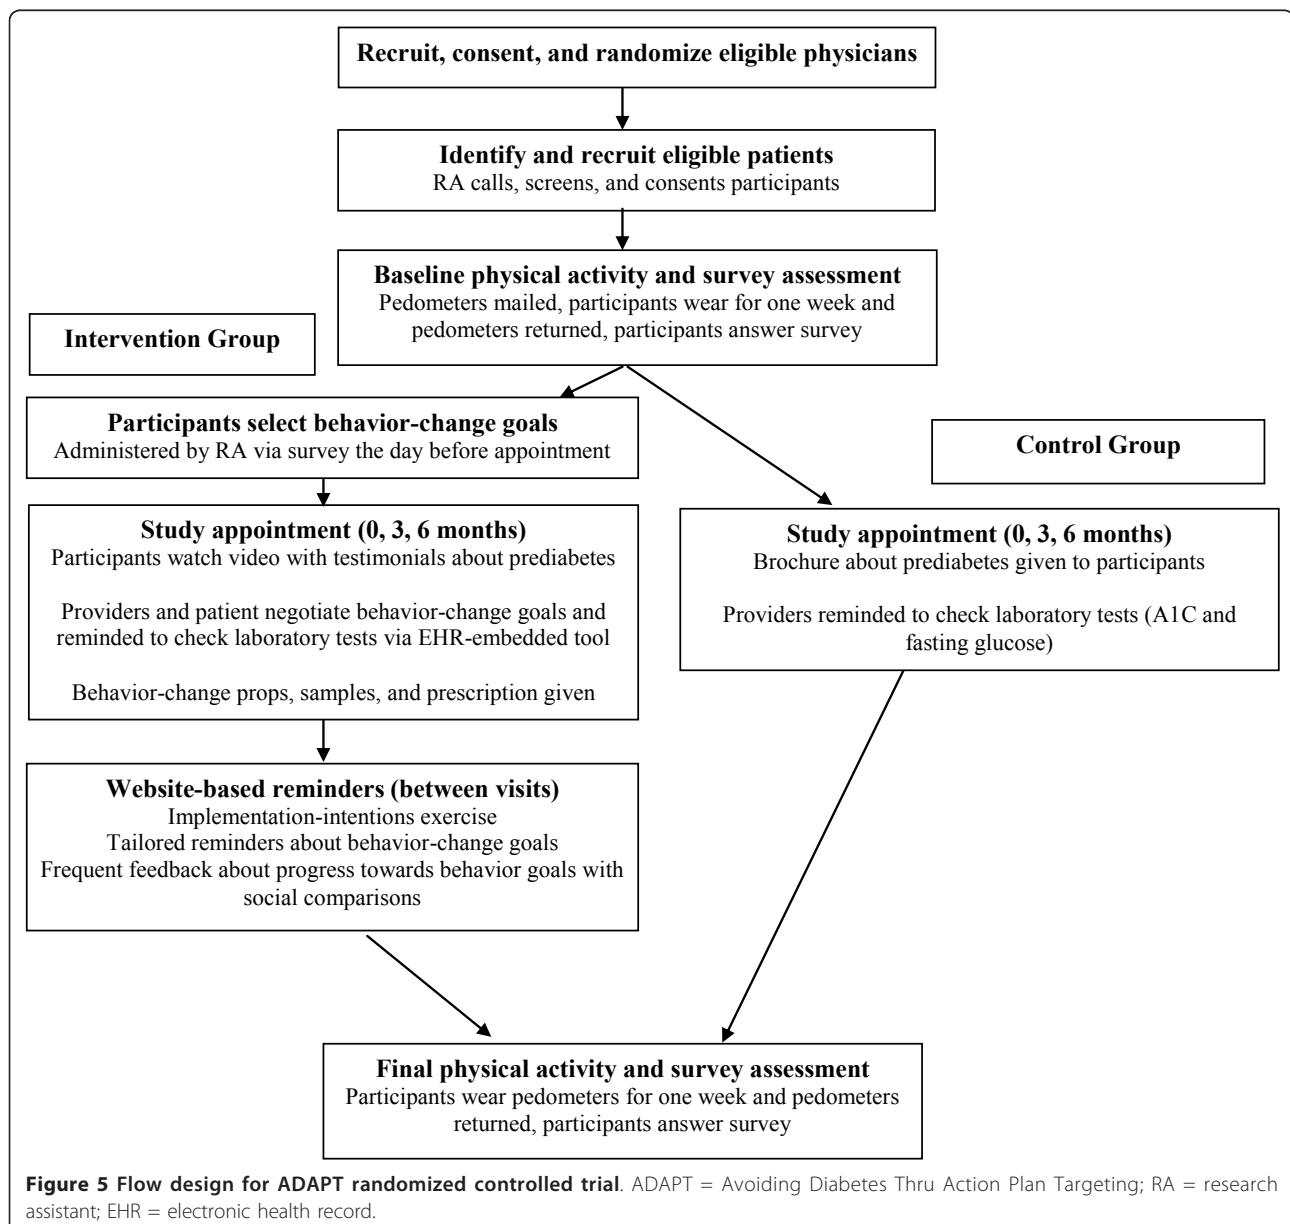 Recruit, consent, and randomize eligible physicians
Identify and recruit eligible patients
RA calls, screens, and consents participants
Baseline physical activity and survey assessment
Pedometers mailed, participants wear for one week and
pedometers returned, participants answer survey
Intervention Group
Participants select behavior-change goals
Administered by RA via survey the day before appointment
Control Group
Study appointment (0, 3, 6 months)
Participants watch video with testimonials about prediabetes
Providers and patient negotiate behavior-change goals and
reminded to check laboratory tests via EHR-embedded tool
Behavior-change props, samples, and prescription given
Study appointment (0, 3, 6 months)
Brochure about prediabetes given to participants
Providers reminded to check laboratory tests (A1C and
fasting glucose)
Website-based reminders (between visits)
Implementation-intentions exercise
Tailored reminders about behavior-change goals
Frequent feedback about progress towards behavior goals with
social comparisons
Final physical activity and survey assessment
Participants wear pedometers for one week and pedometers
returned, participants answer survey
Figure 5 Flow design for ADAPT randomized controlled trial. ADAPT = Avoiding Diabetes Thru Action Plan Targeting; RA = research
assistant; EHR = electronic health record.